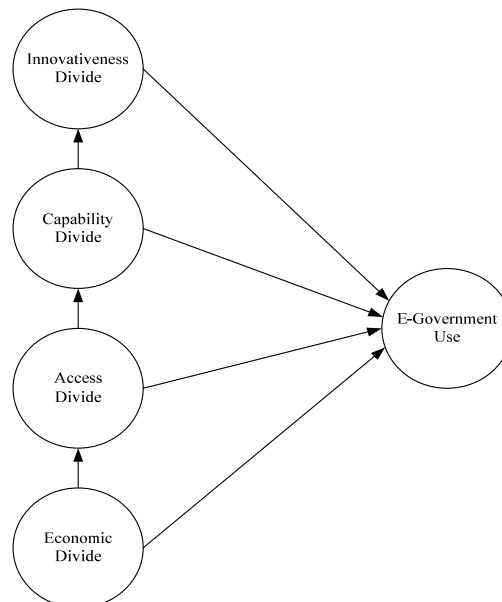 Innovativeness
Divide
Capability
Divide
E-Government
Use
Access
Divide
Economic
Divide